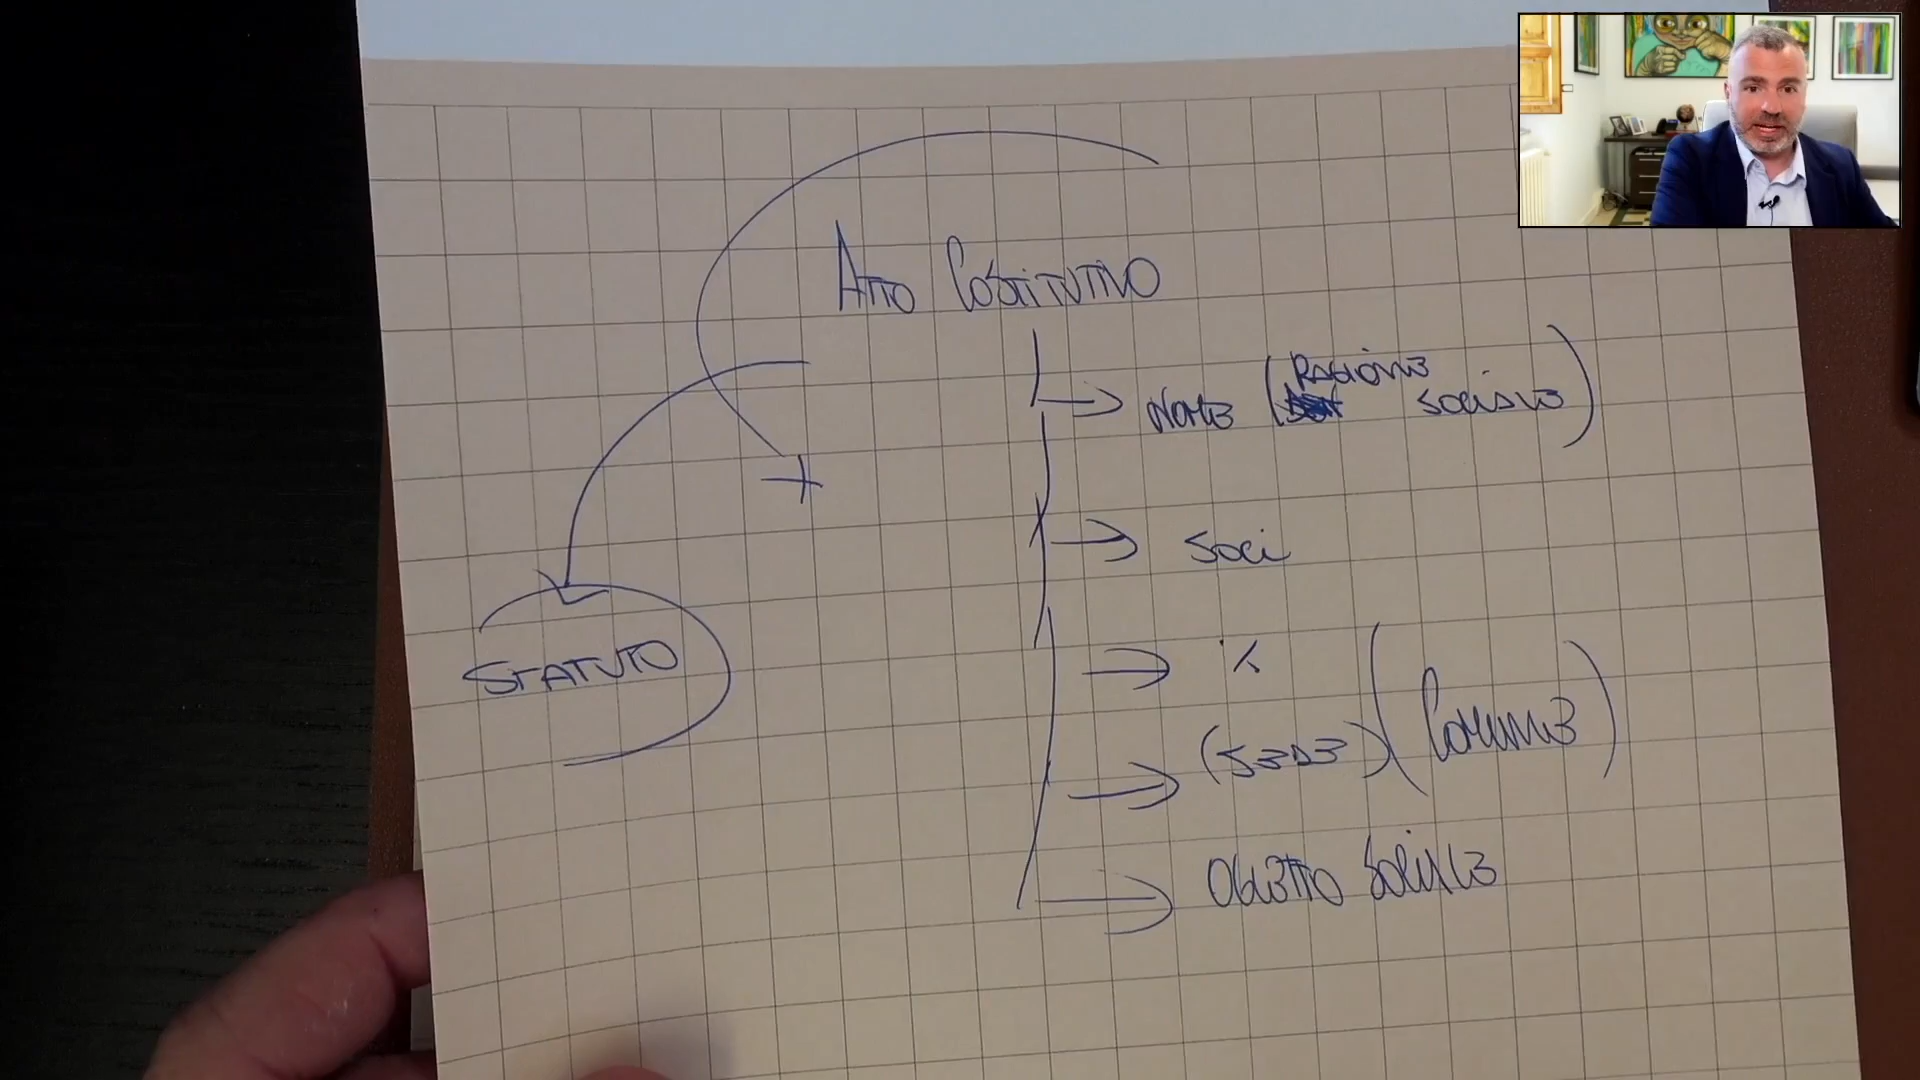 ATTO COSTITUTIVO
NOME (RAGIONE SOCIALE)
SOCI
%
(SEDE) (COMUNE)
OGGETTO SOCIALE
+
STATUTO